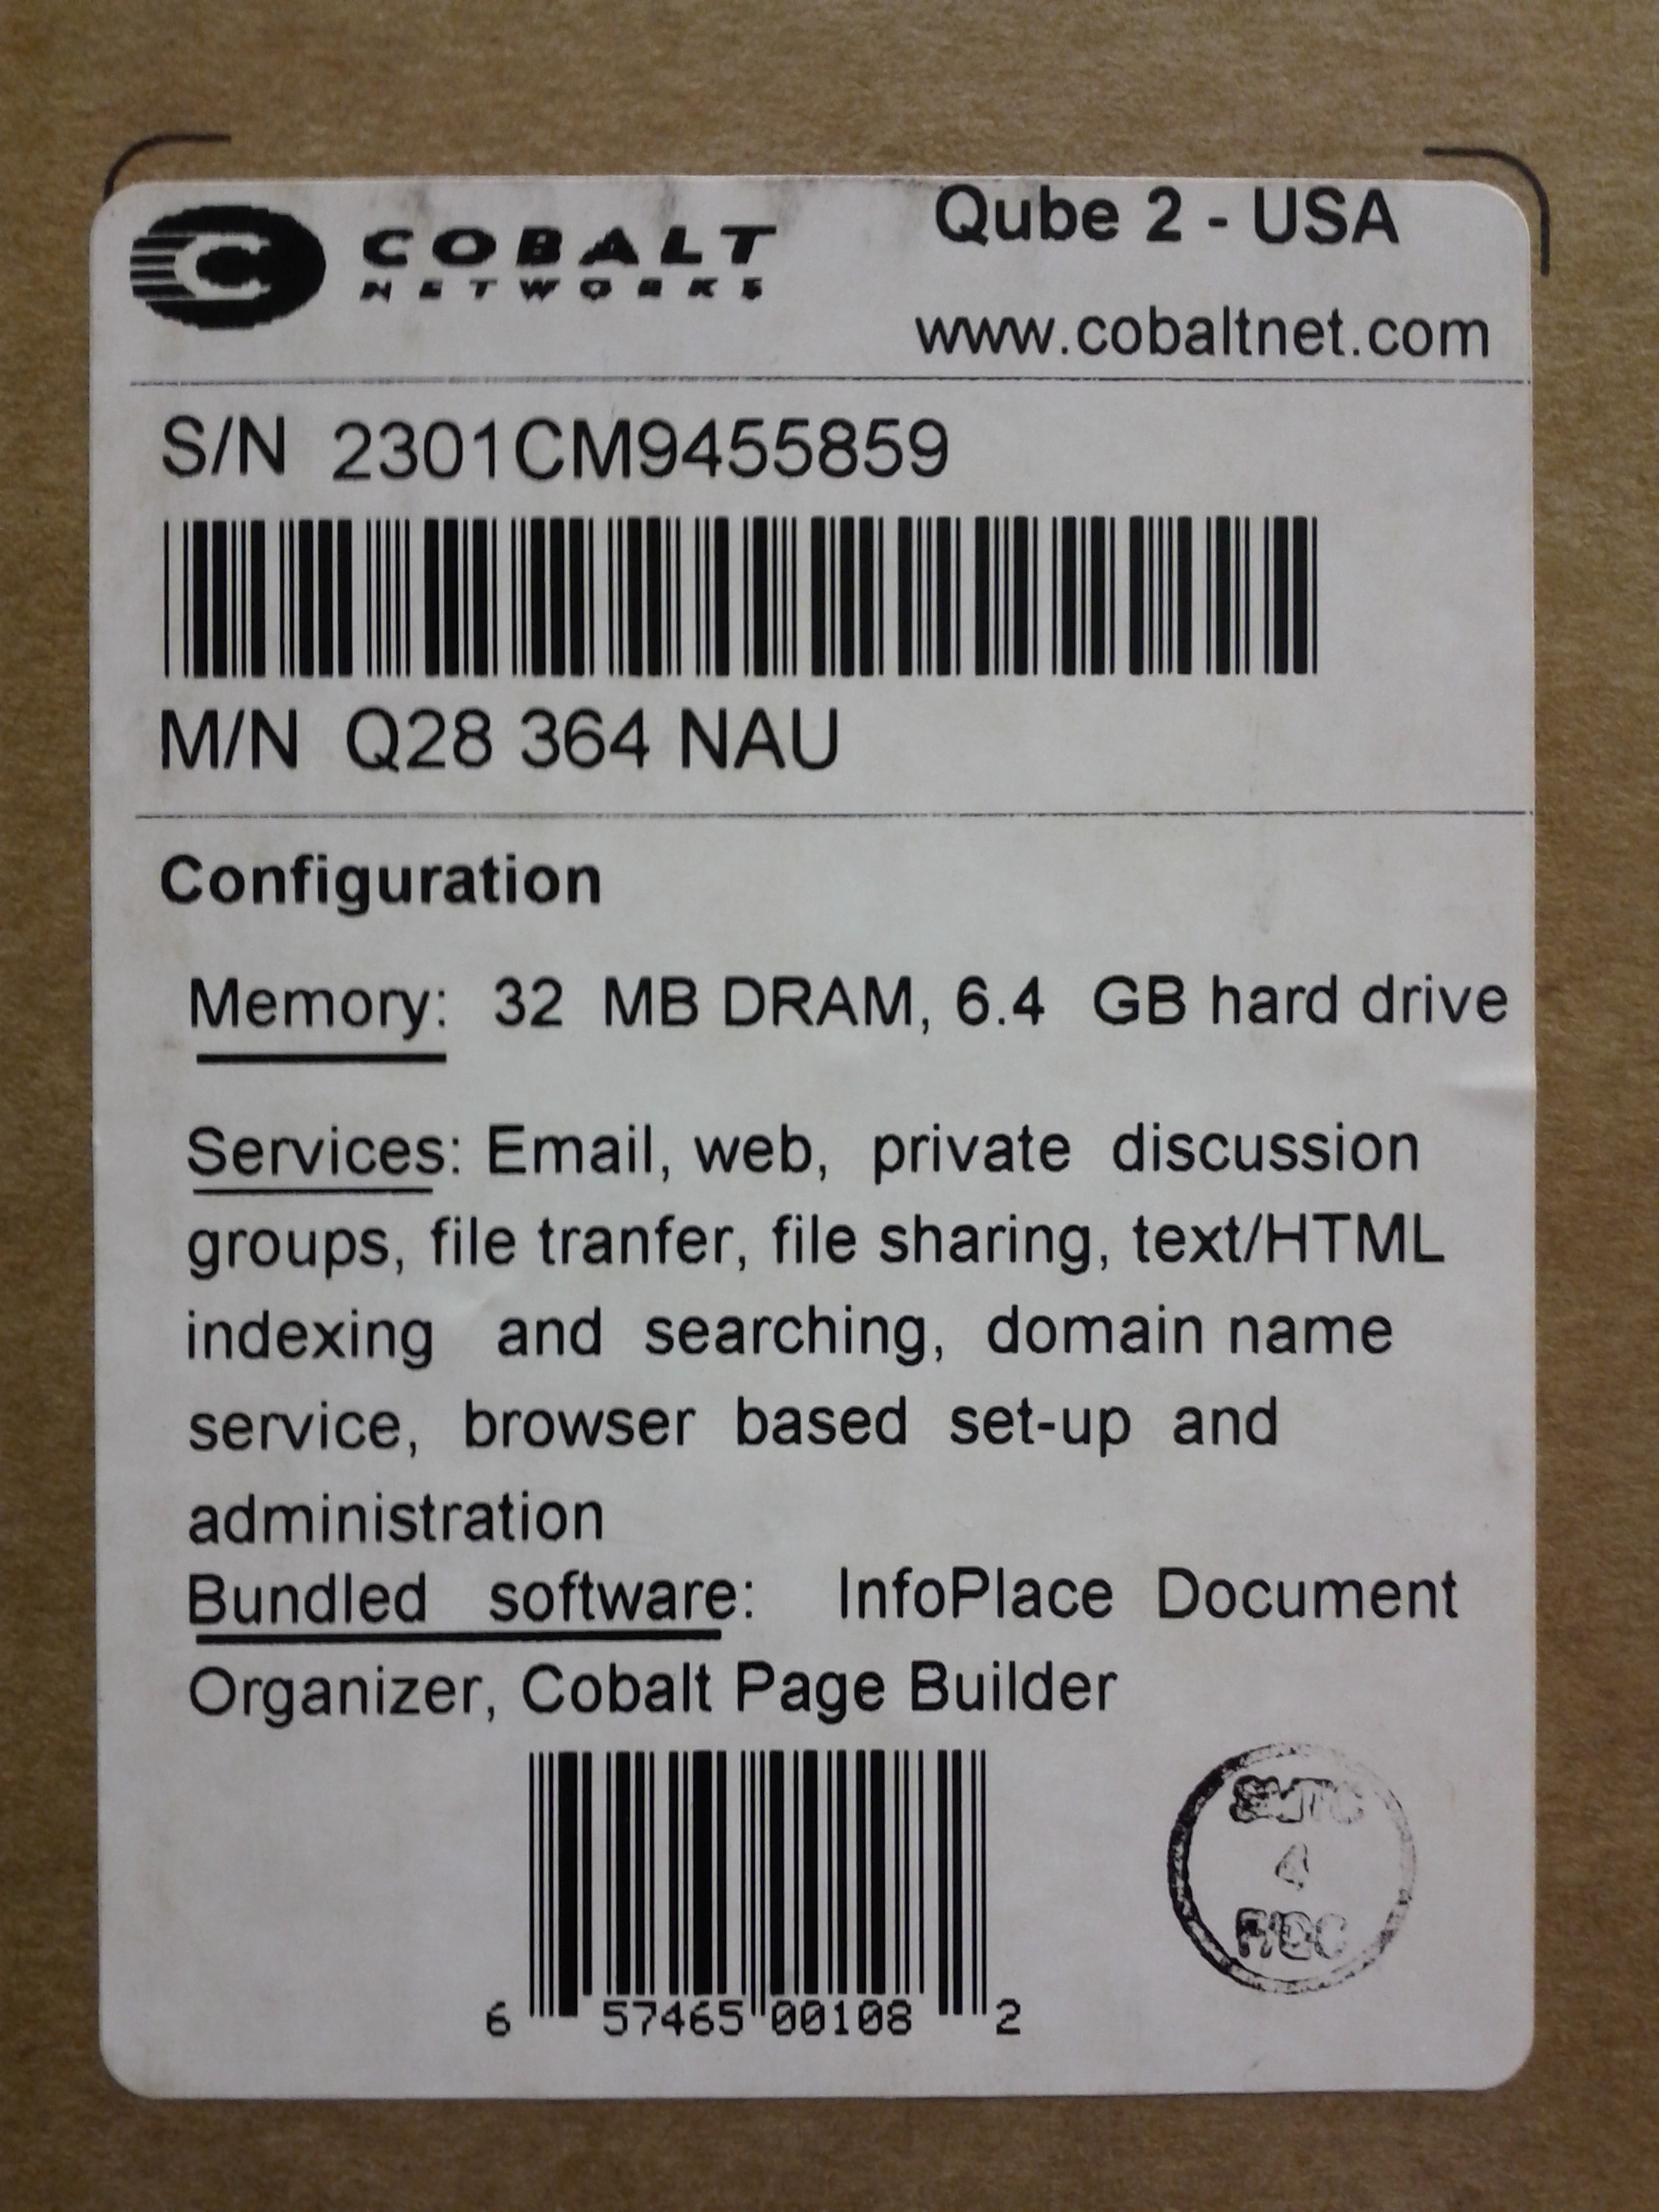 COBALT
NETWORKS
Qube 2 - USA
www.cobaltnet.com
S/N 2301CM9455859
M/N Q28 364 NAU
Configuration
Memory: 32 MB DRAM, 6.4 GB hard drive
Services: Email, web, private discussion
groups, file tranfer, file sharing, text/HTML
indexing and searching, domain name
service, browser based set-up and
administration
Bundled software: InfoPlace Document
Organizer, Cobalt Page Builder
6 57465 00108 2
SMTC
4